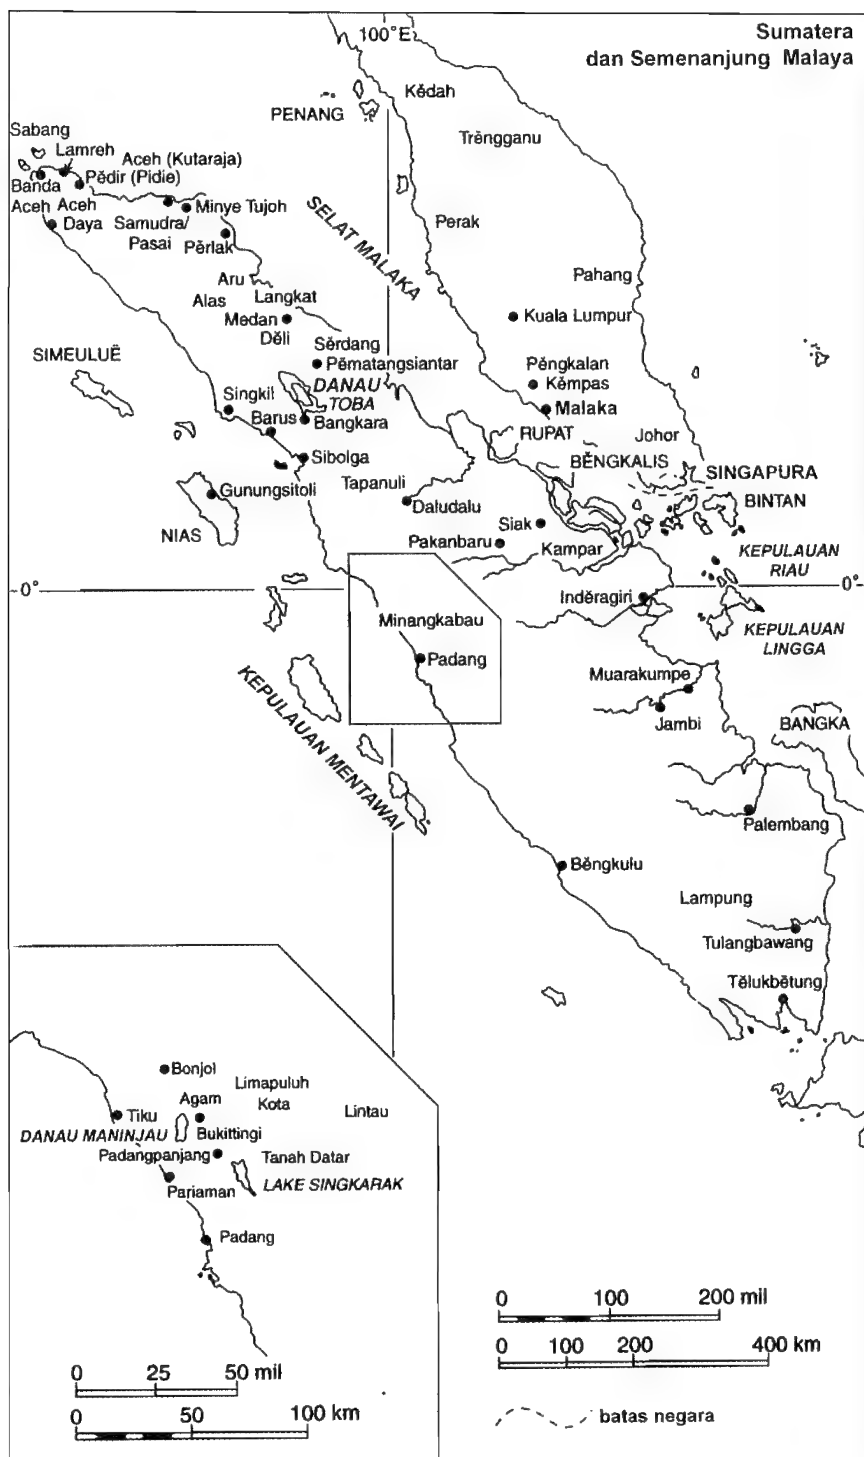 100°E
Sumatera
dan Semenanjung Malaya
Kĕdah
PENANG
Trĕngganu
Sabang
Lamreh
Aceh (Kutaraja)
Banda
Pĕdir (Pidie)
Aceh
Aceh
Daya
Samudra/
Pasai
Minye Tujoh
Pĕrlak
SELAT MALAKA
Perak
Pahang
Aru
Alas
Langkat
Medan
Dĕli
Kuala Lumpur
Sĕrdang
Pĕmatangsiantar
SIMEULUË
DANAU
TOBA
Pĕngkalan
Kĕmpas
Malaka
Singkil
Barus
Bangkara
RUPAT
Johor
Sibolga
BĔNGKALIS
SINGAPURA
Tapanuli
Gunungsitoli
Daludalu
BINTAN
NIAS
Siak
Pakanbaru
Kampar
KEPULAUAN
RIAU
0°
0°
Indĕragiri
Minangkabau
KEPULAUAN
LINGGA
Padang
KEPULAUAN MENTAWAI
Muarakumpe
Jambi
BANGKA
Palembang
Bĕngkulu
Lampung
Tulangbawang
Tĕlukbĕtung
Bonjol
Limapuluh
Kota
Agam
Lintau
Tiku
DANAU MANINJAU
Bukittingi
Padangpanjang
Tanah Datar
Pariaman
LAKE SINGKARAK
Padang
0 100 200 mil
0 100 200 400 km
0 25 50 mil
0 50 100 km
batas negara